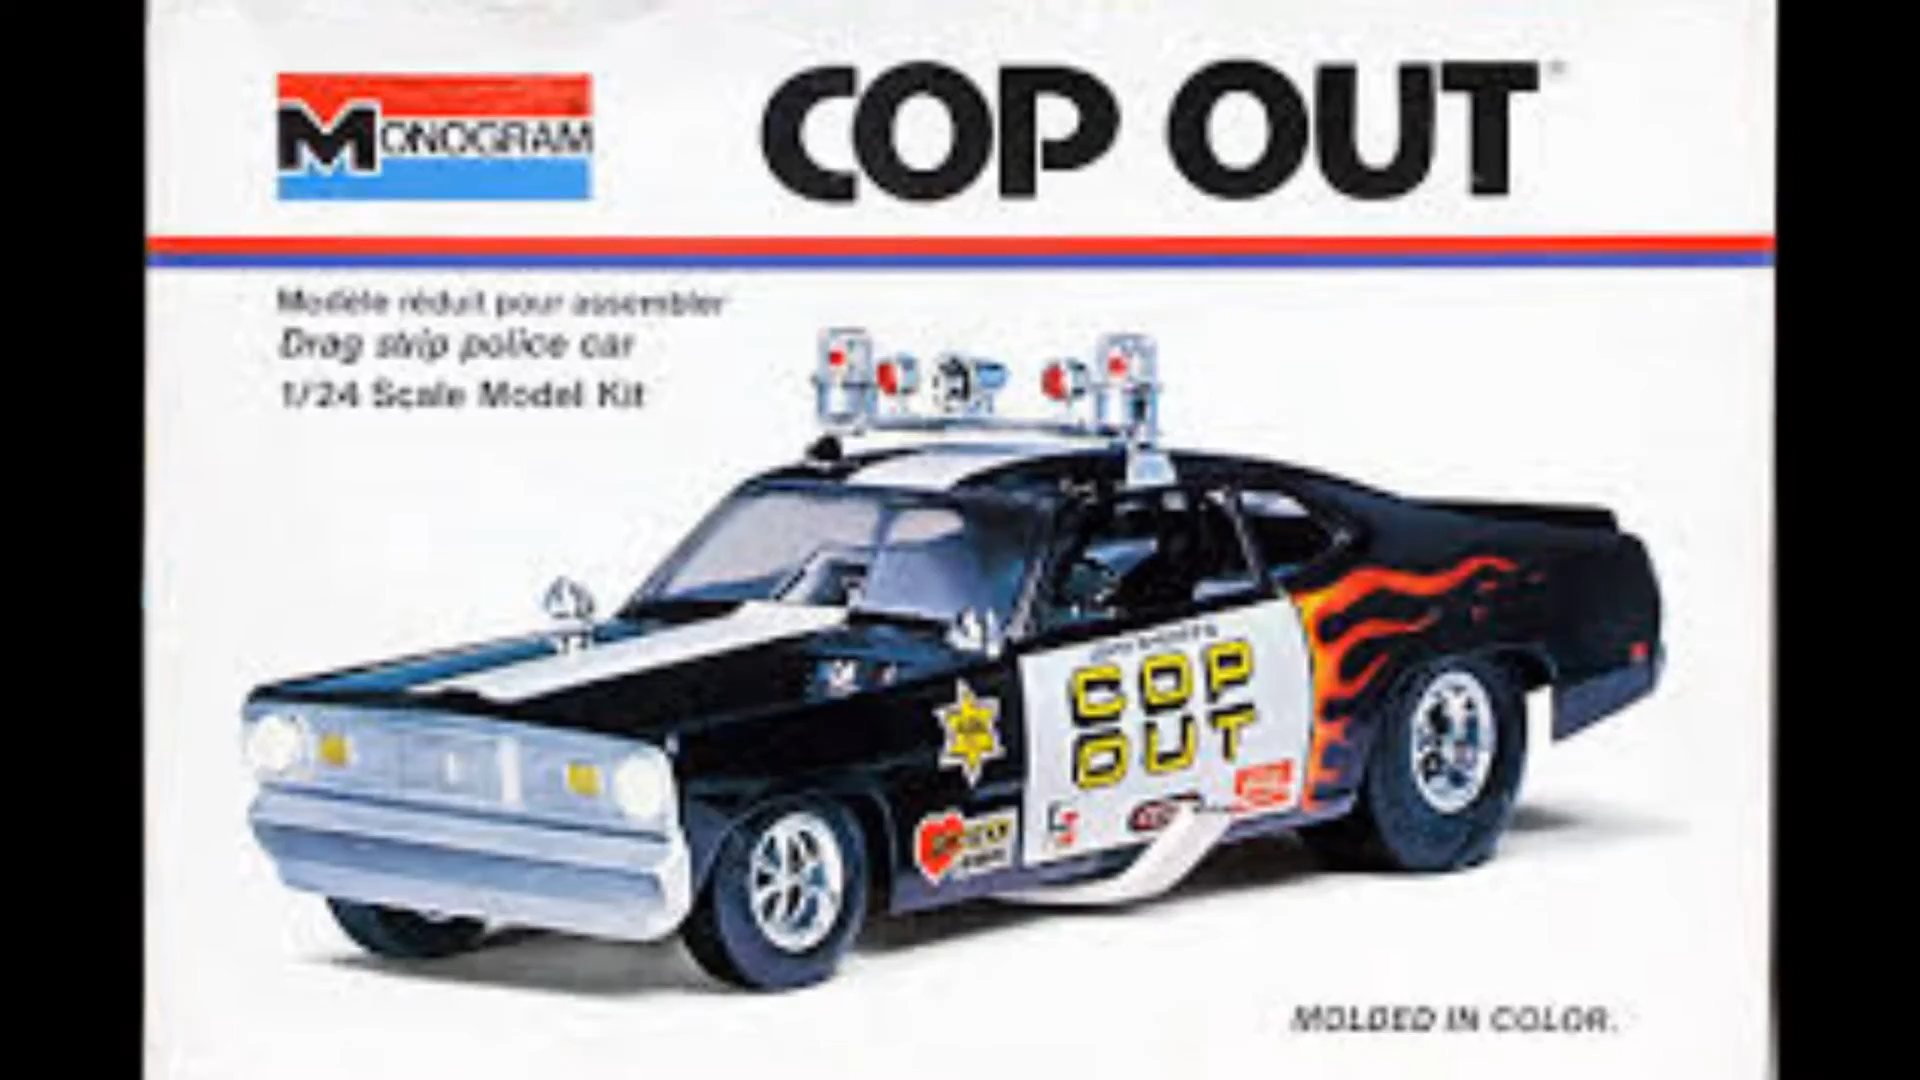 MONOGRAM
COP OUT
Modèle réduit pour assembler
Drag strip police car
1/24 Scale Model Kit
COP
OUT
MOLDED IN COLOR.